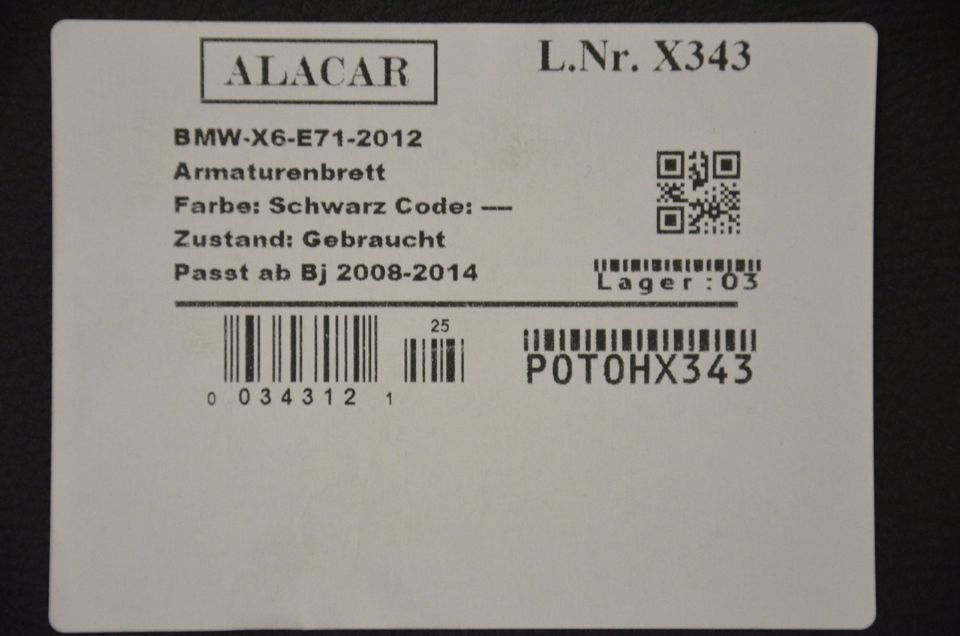 ALACAR
L.Nr. X343
BMW-X6-E71-2012
Armaturenbrett
Farbe: Schwarz Code: ---
Zustand: Gebraucht
Passt ab Bj 2008-2014
Lager:03
25
0 034312 1
POTOHX343